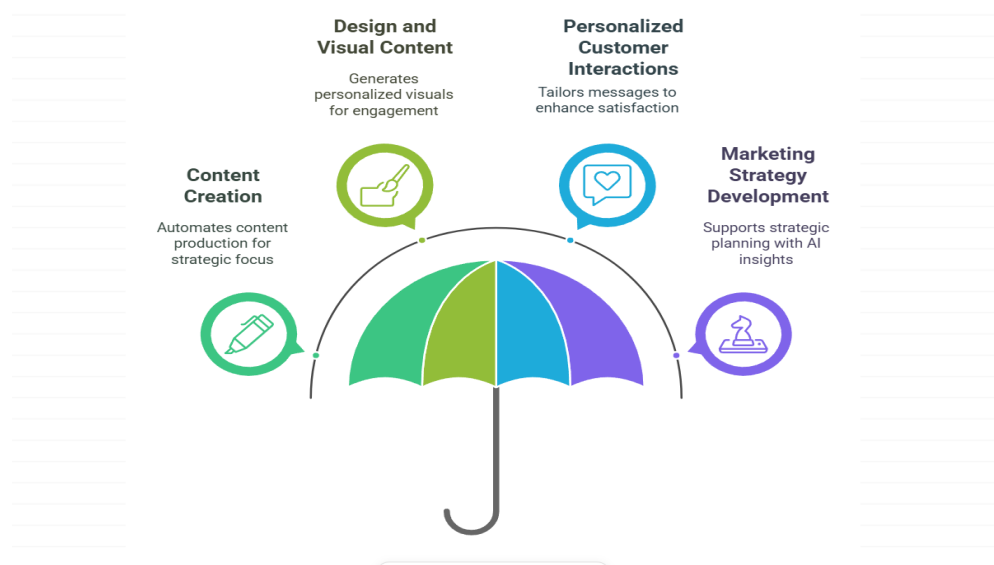 Design and
Visual Content
Generates
personalized visuals
for engagement
Personalized
Customer
Interactions
Tailors messages to
enhance satisfaction
Content
Creation
Automates content
production for
strategic focus
Marketing
Strategy
Development
Supports strategic
planning with AI
insights